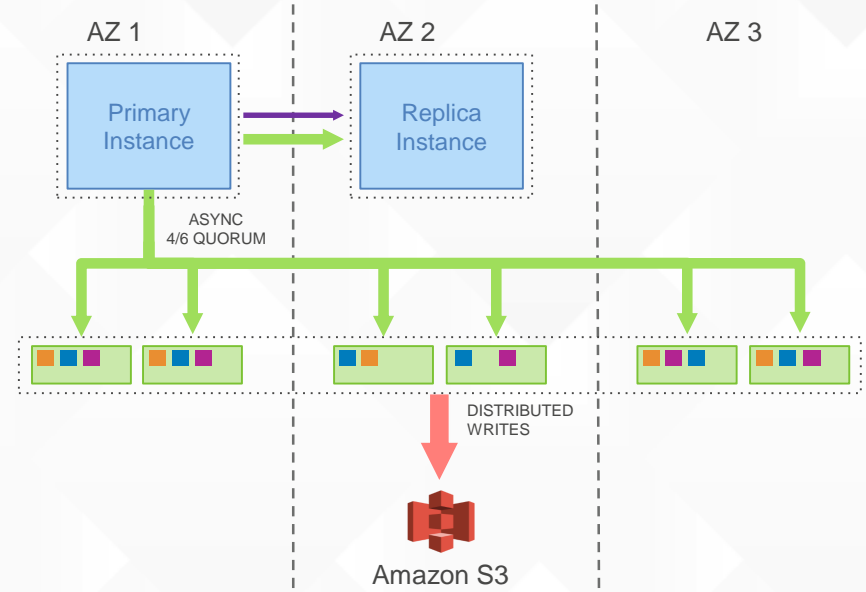 AZ 1
AZ 2
AZ 3
Primary
Instance
Replica
Instance
ASYNC
4/6 QUORUM
DISTRIBUTED
WRITES
Amazon S3